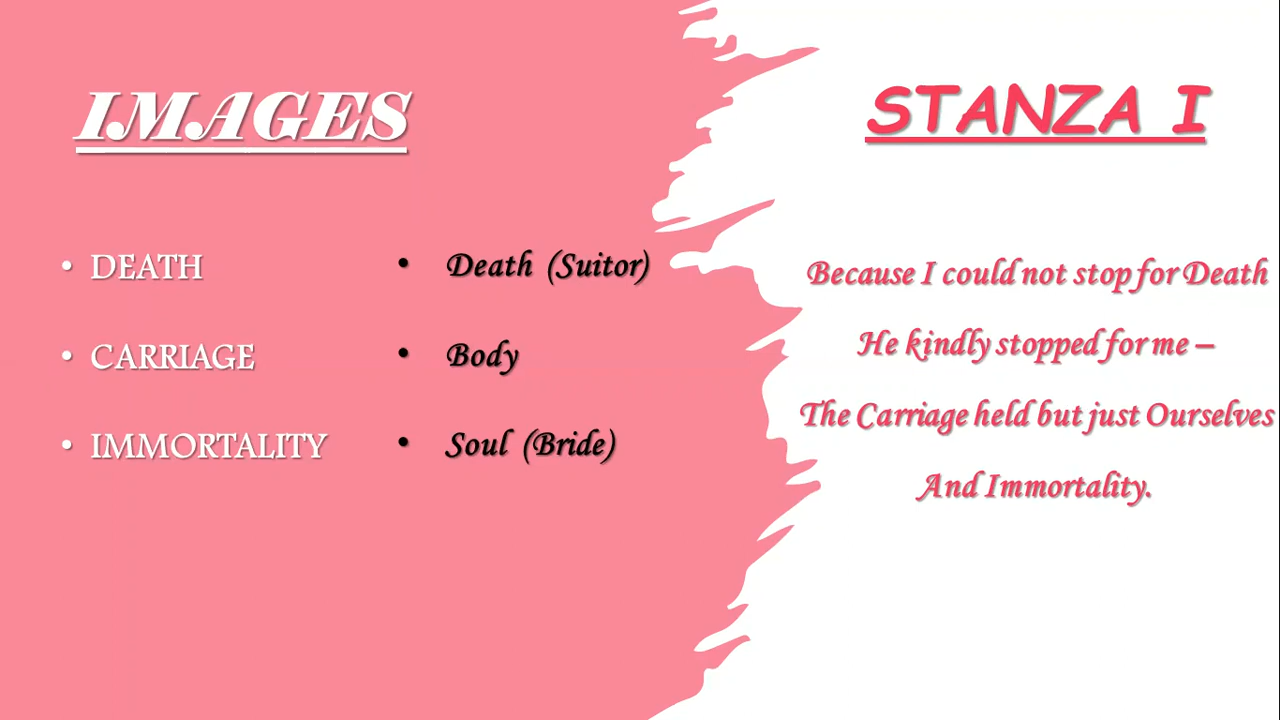 IMAGES
• DEATH
• CARRIAGE
• IMMORTALITY
• Death (Suitor)
• Body
• Soul (Bride)
STANZA I
Because I could not stop for Death
He kindly stopped for me –
The Carriage held but just Ourselves
And Immortality.